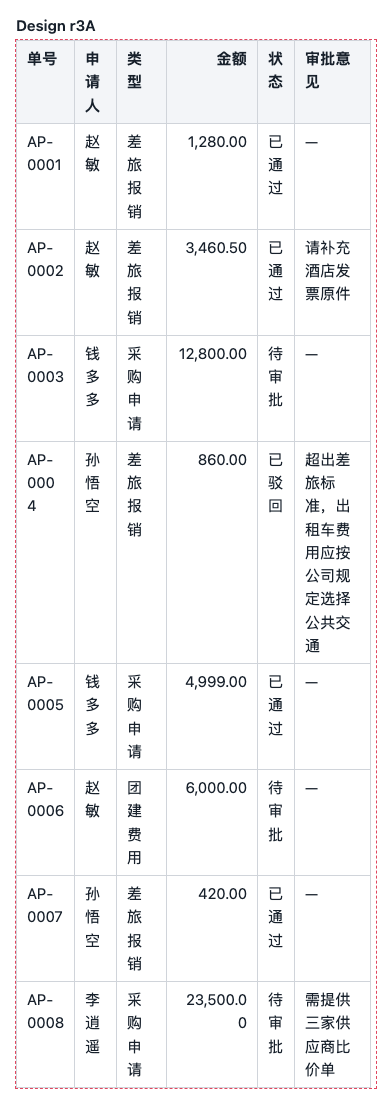 Design r3A
单号 申请人 类型 金额 状态 审批意见
AP-0001 赵敏 差旅报销 1,280.00 已通过 —
AP-0002 赵敏 差旅报销 3,460.50 已通过 请补充酒店发票原件
AP-0003 钱多多 采购申请 12,800.00 待审批 —
AP-0004 孙悟空 差旅报销 860.00 已驳回 超出差旅标准，出租车费用应按公司规定选择公共交通
AP-0005 钱多多 采购申请 4,999.00 已通过 —
AP-0006 赵敏 团建费用 6,000.00 待审批 —
AP-0007 孙悟空 差旅报销 420.00 已通过 —
AP-0008 李逍遥 采购申请 23,500.00 待审批 需提供三家供应商比价单